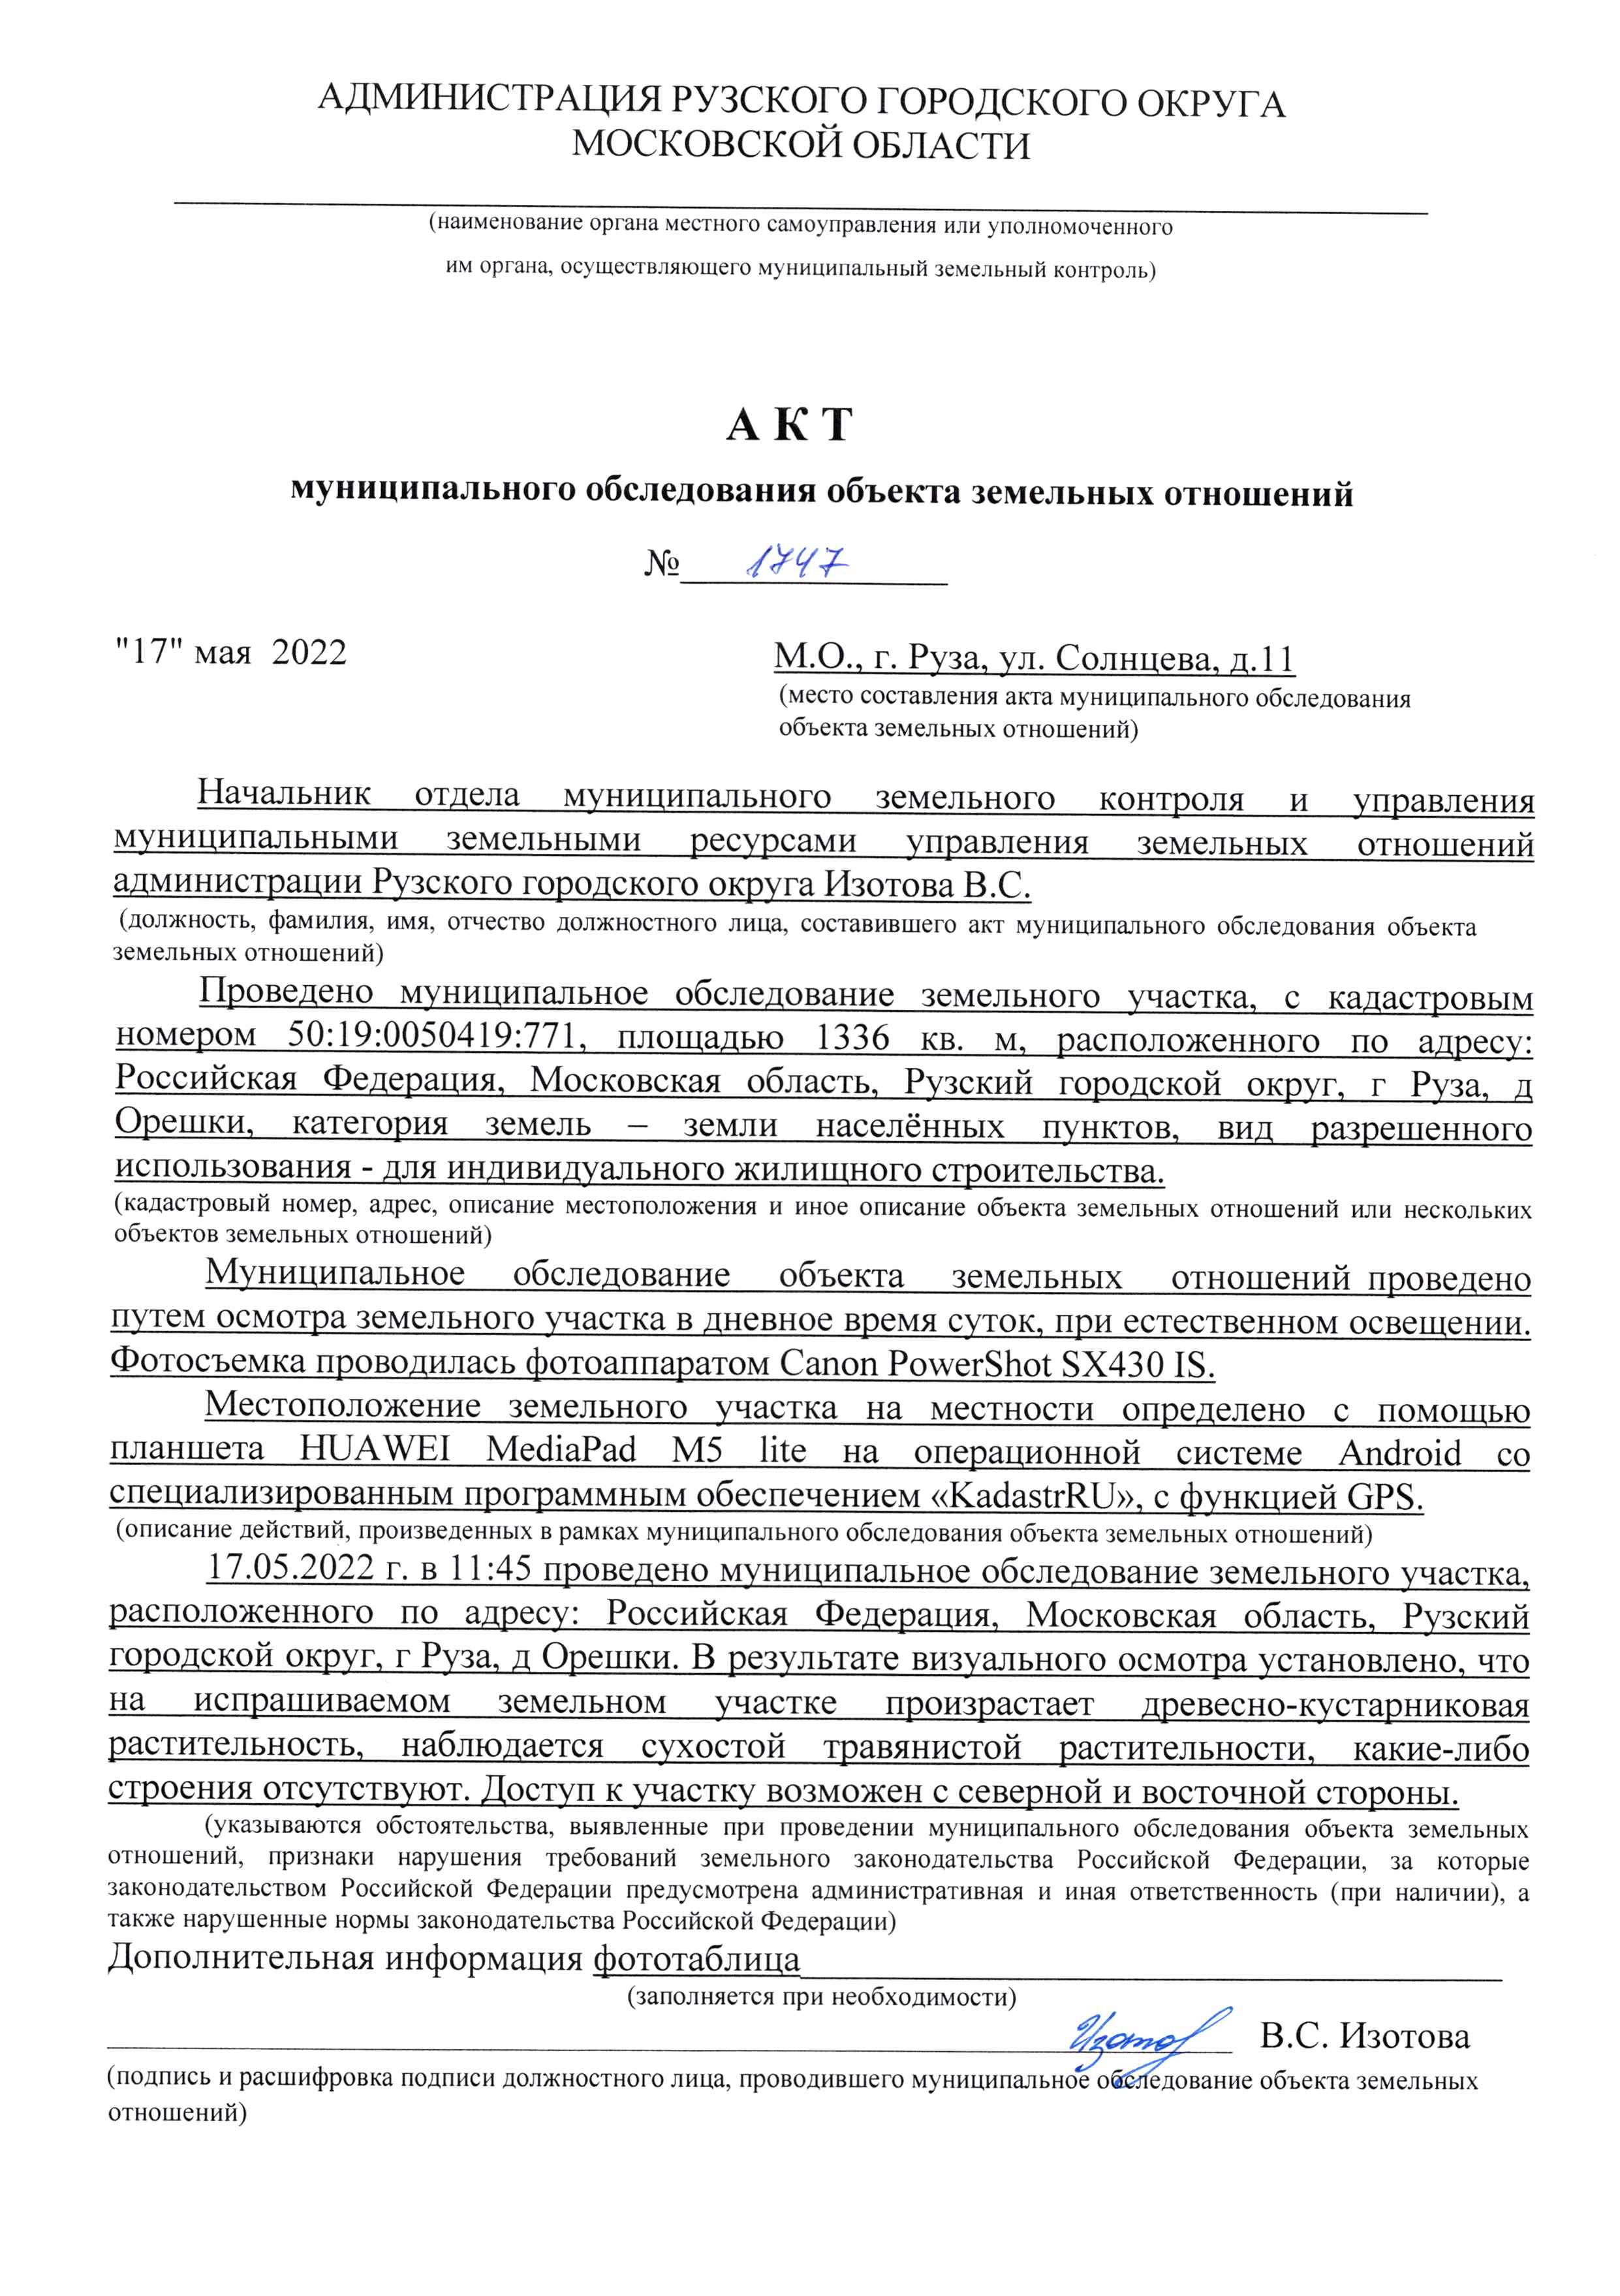 АДМИНИСТРАЦИЯ РУЗСКОГО ГОРОДСКОГО ОКРУГА
МОСКОВСКОЙ ОБЛАСТИ
(наименование органа местного самоуправления или уполномоченного
им органа, осуществляющего муниципальный земельный контроль)
А К Т
муниципального обследования объекта земельных отношений
№ 1747
"17" мая 2022
М.О., г. Руза, ул. Солнцева, д.11
(место составления акта муниципального обследования
объекта земельных отношений)
Начальник отдела муниципального земельного контроля и управления
муниципальными земельными ресурсами управления земельных отношений
администрации Рузского городского округа Изотова В.С.
(должность, фамилия, имя, отчество должностного лица, составившего акт муниципального обследования объекта
земельных отношений)
Проведено муниципальное обследование земельного участка, с кадастровым
номером 50:19:0050419:771, площадью 1336 кв. м, расположенного по адресу:
Российская Федерация, Московская область, Рузский городской округ, г Руза, д
Орешки, категория земель – земли населённых пунктов, вид разрешенного
использования - для индивидуального жилищного строительства.
(кадастровый номер, адрес, описание местоположения и иное описание объекта земельных отношений или нескольких
объектов земельных отношений)
Муниципальное обследование объекта земельных отношений проведено
путем осмотра земельного участка в дневное время суток, при естественном освещении.
Фотосъемка проводилась фотоаппаратом Canon PowerShot SX430 IS.
Местоположение земельного участка на местности определено с помощью
планшета HUAWEI MediaPad M5 lite на операционной системе Android со
специализированным программным обеспечением «KadastrRU», с функцией GPS.
(описание действий, произведенных в рамках муниципального обследования объекта земельных отношений)
17.05.2022 г. в 11:45 проведено муниципальное обследование земельного участка,
расположенного по адресу: Российская Федерация, Московская область, Рузский
городской округ, г Руза, д Орешки. В результате визуального осмотра установлено, что
на испрашиваемом земельном участке произрастает древесно-кустарниковая
растительность, наблюдается сухостой травянистой растительности, какие-либо
строения отсутствуют. Доступ к участку возможен с северной и восточной стороны.
(указываются обстоятельства, выявленные при проведении муниципального обследования объекта земельных
отношений, признаки нарушения требований земельного законодательства Российской Федерации, за которые
законодательством Российской Федерации предусмотрена административная и иная ответственность (при наличии), а
также нарушенные нормы законодательства Российской Федерации)
Дополнительная информация фототаблица
(заполняется при необходимости)
Изотов В.С. Изотова
(подпись и расшифровка подписи должностного лица, проводившего муниципальное обследование объекта земельных
отношений)